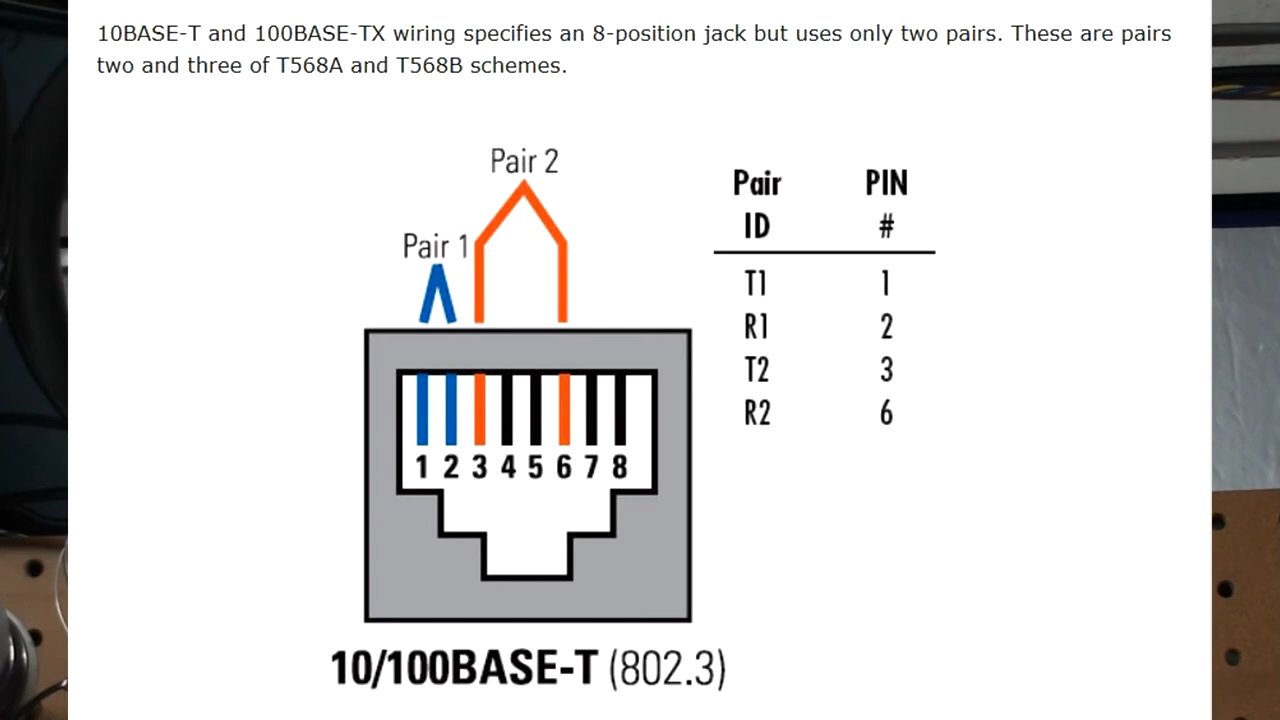 10BASE-T and 100BASE-TX wiring specifies an 8-position jack but uses only two pairs. These are pairs
two and three of T568A and T568B schemes.
Pair 2
Pair 1
1 2 3 4 5 6 7 8
10/100BASE-T (802.3)
Pair PIN
ID #
T1 1
R1 2
T2 3
R2 6